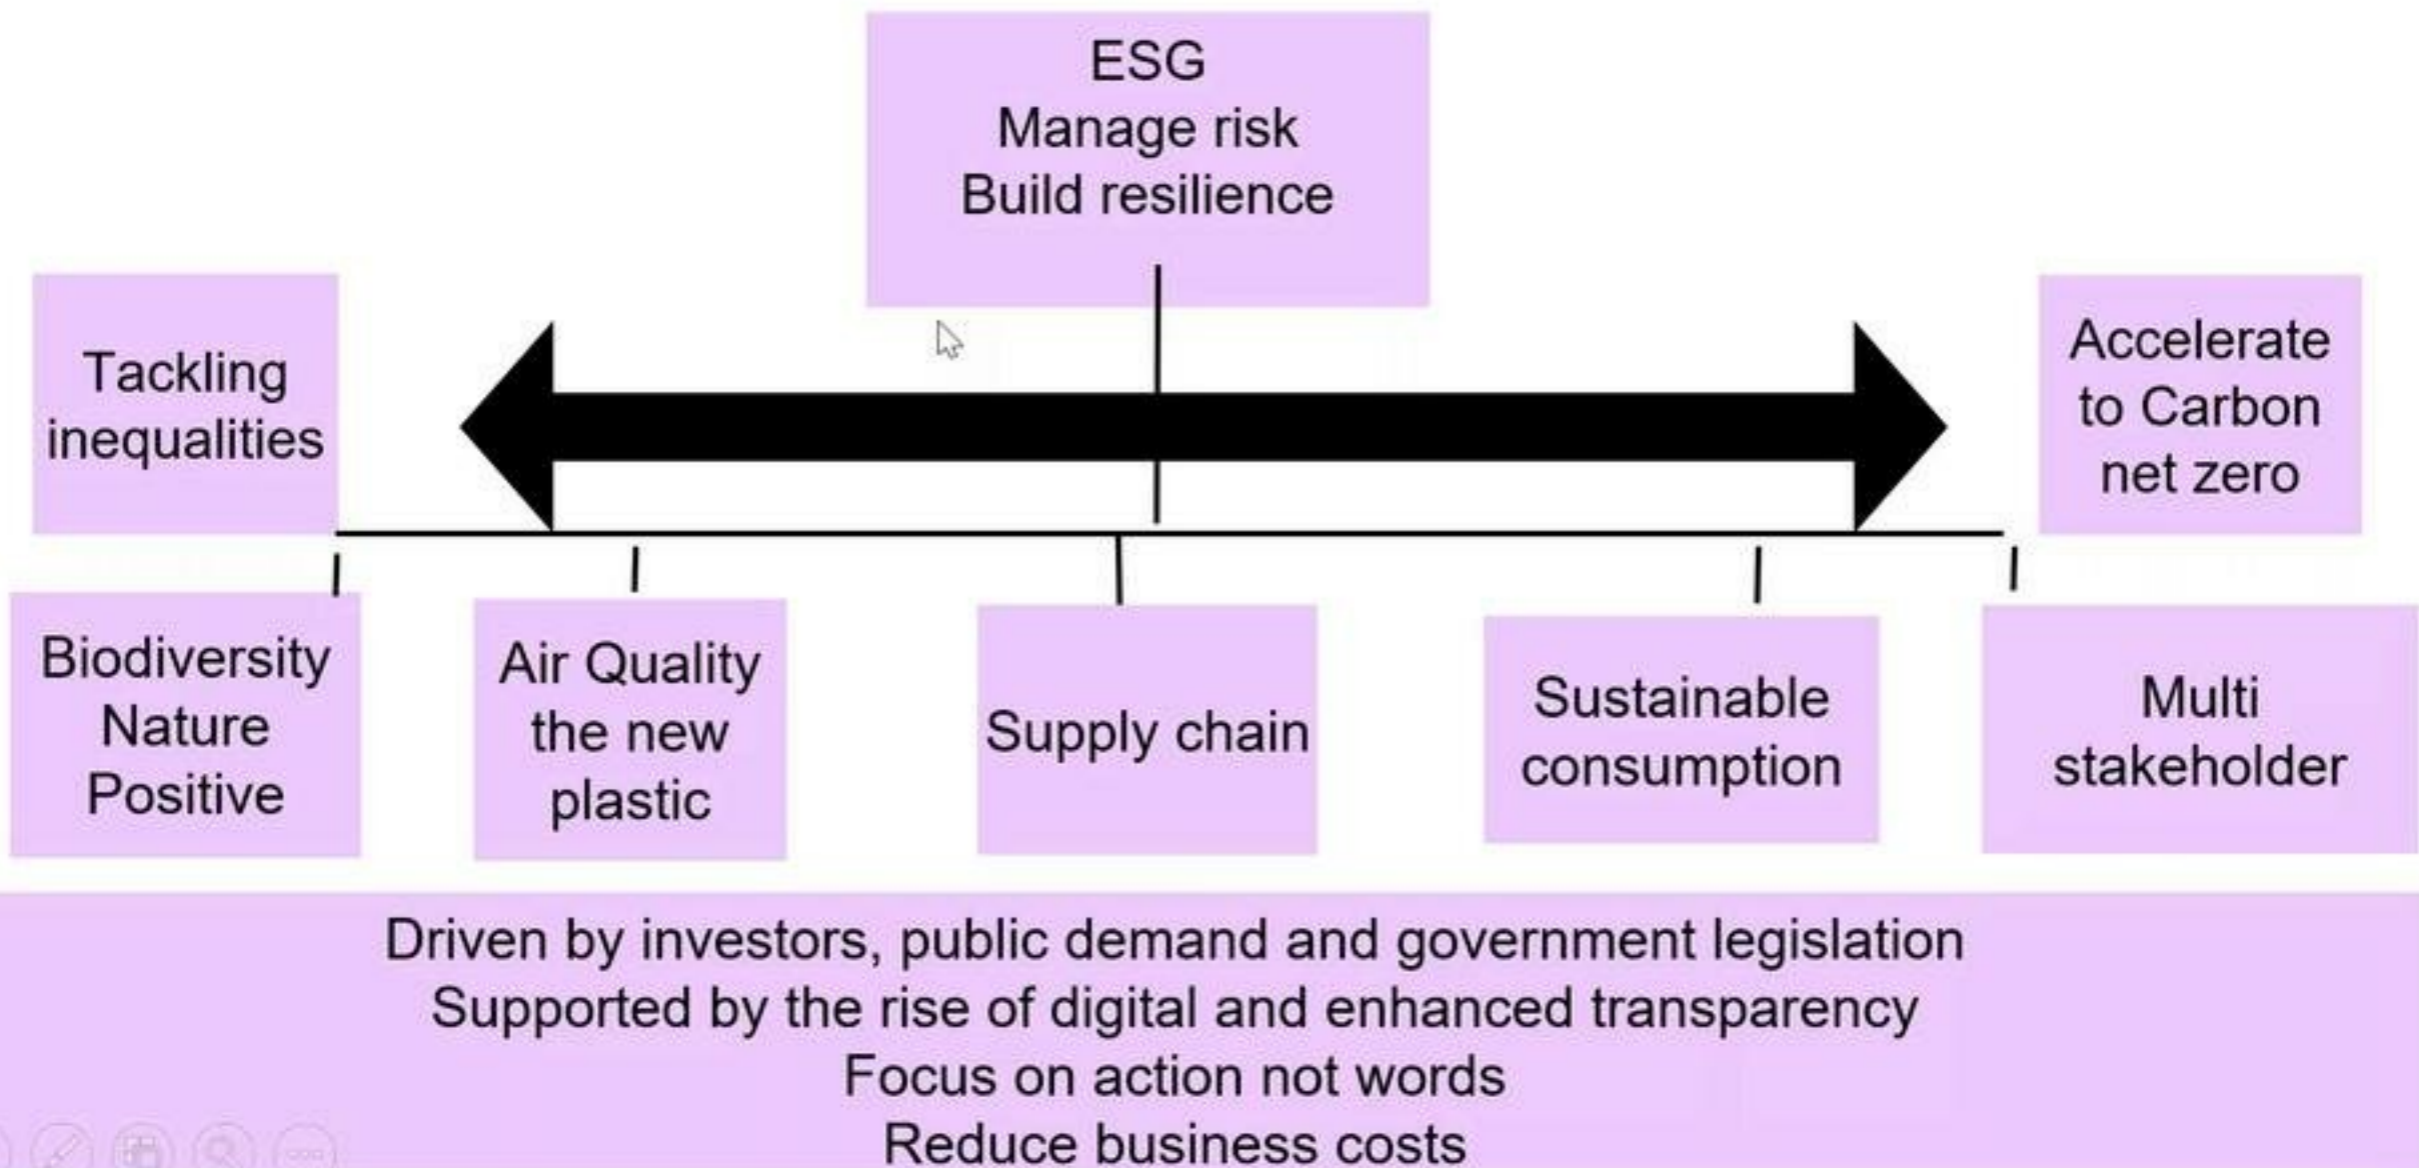 ESG
Manage risk
Build resilience
Tackling
inequalities
Accelerate
to Carbon
net zero
Biodiversity
Nature
Positive
Air Quality
the new
plastic
Supply chain
Sustainable
consumption
Multi
stakeholder
Driven by investors, public demand and government legislation
Supported by the rise of digital and enhanced transparency
Focus on action not words
Reduce business costs